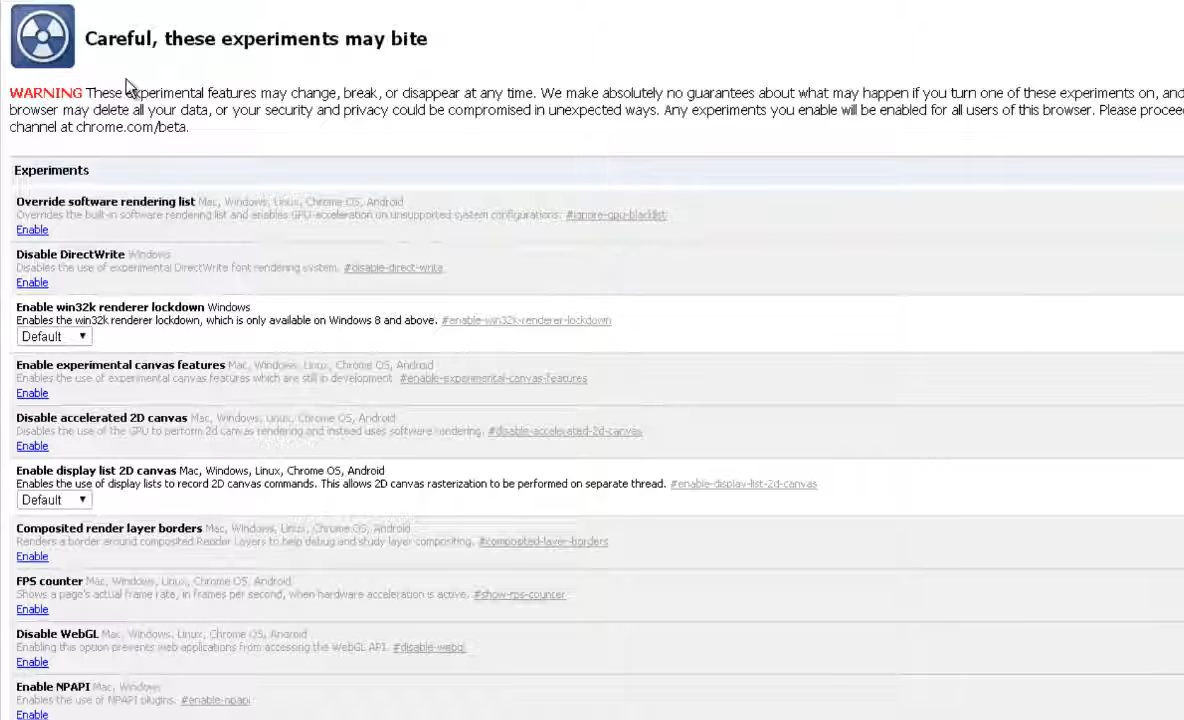 Careful, these experiments may bite
WARNING These experimental features may change, break, or disappear at any time. We make absolutely no guarantees about what may happen if you turn one of these experiments on, and
browser may delete all your data, or your security and privacy could be compromised in unexpected ways. Any experiments you enable will be enabled for all users of this browser. Please
channel at chrome.com/beta.
Experiments
Override software rendering list Mac, Windows, Linux, Chrome OS, Android
Overrides the built-in software rendering list and enables GPU-acceleration on unsupported system configurations. #ignore-gpu-blacklist
Enable
Disable DirectWrite Windows
Disables the use of experimental DirectWrite font rendering system. #disable-direct-write
Enable
Enable win32k renderer lockdown Windows
Enables the win32k renderer lockdown, which is only available on Windows 8 and above. #enable-win32k-renderer-lockdown
Default
Enable experimental canvas features Mac, Windows, Linux, Chrome OS, Android
Enables the use of experimental canvas features which are still in development #enable-experimental-canvas-features
Enable
Disable accelerated 2D canvas Mac, Windows, Linux, Chrome OS, Android
Disables the use of the GPU to perform 2d canvas rendering and instead uses software rendering. #disable-accelerated-2d-canvas
Enable
Enable display list 2D canvas Mac, Windows, Linux, Chrome OS, Android
Enables the use of display lists to record 2D canvas commands. This allows 2D canvas rasterization to be performed on separate thread. #enable-display-list-2d-canvas
Default
Composited render layer borders Mac, Windows, Linux, Chrome OS, Android
Renders a border around composited Render Layers to help debug and study layer compositing. #composited-layer-borders
Enable
FPS counter Mac, Windows, Linux, Chrome OS, Android
Shows a page's actual frame rate, in frames per second, when hardware acceleration is active. #show-fps-counter
Enable
Disable WebGL Mac, Windows, Linux, Chrome OS, Android
Enabling this option prevents web applications from accessing the WebGL API. #disable-webgl
Enable
Enable NPAPI Mac, Windows
Enables the use of NPAPI plugins. #enable-npapi
Enable